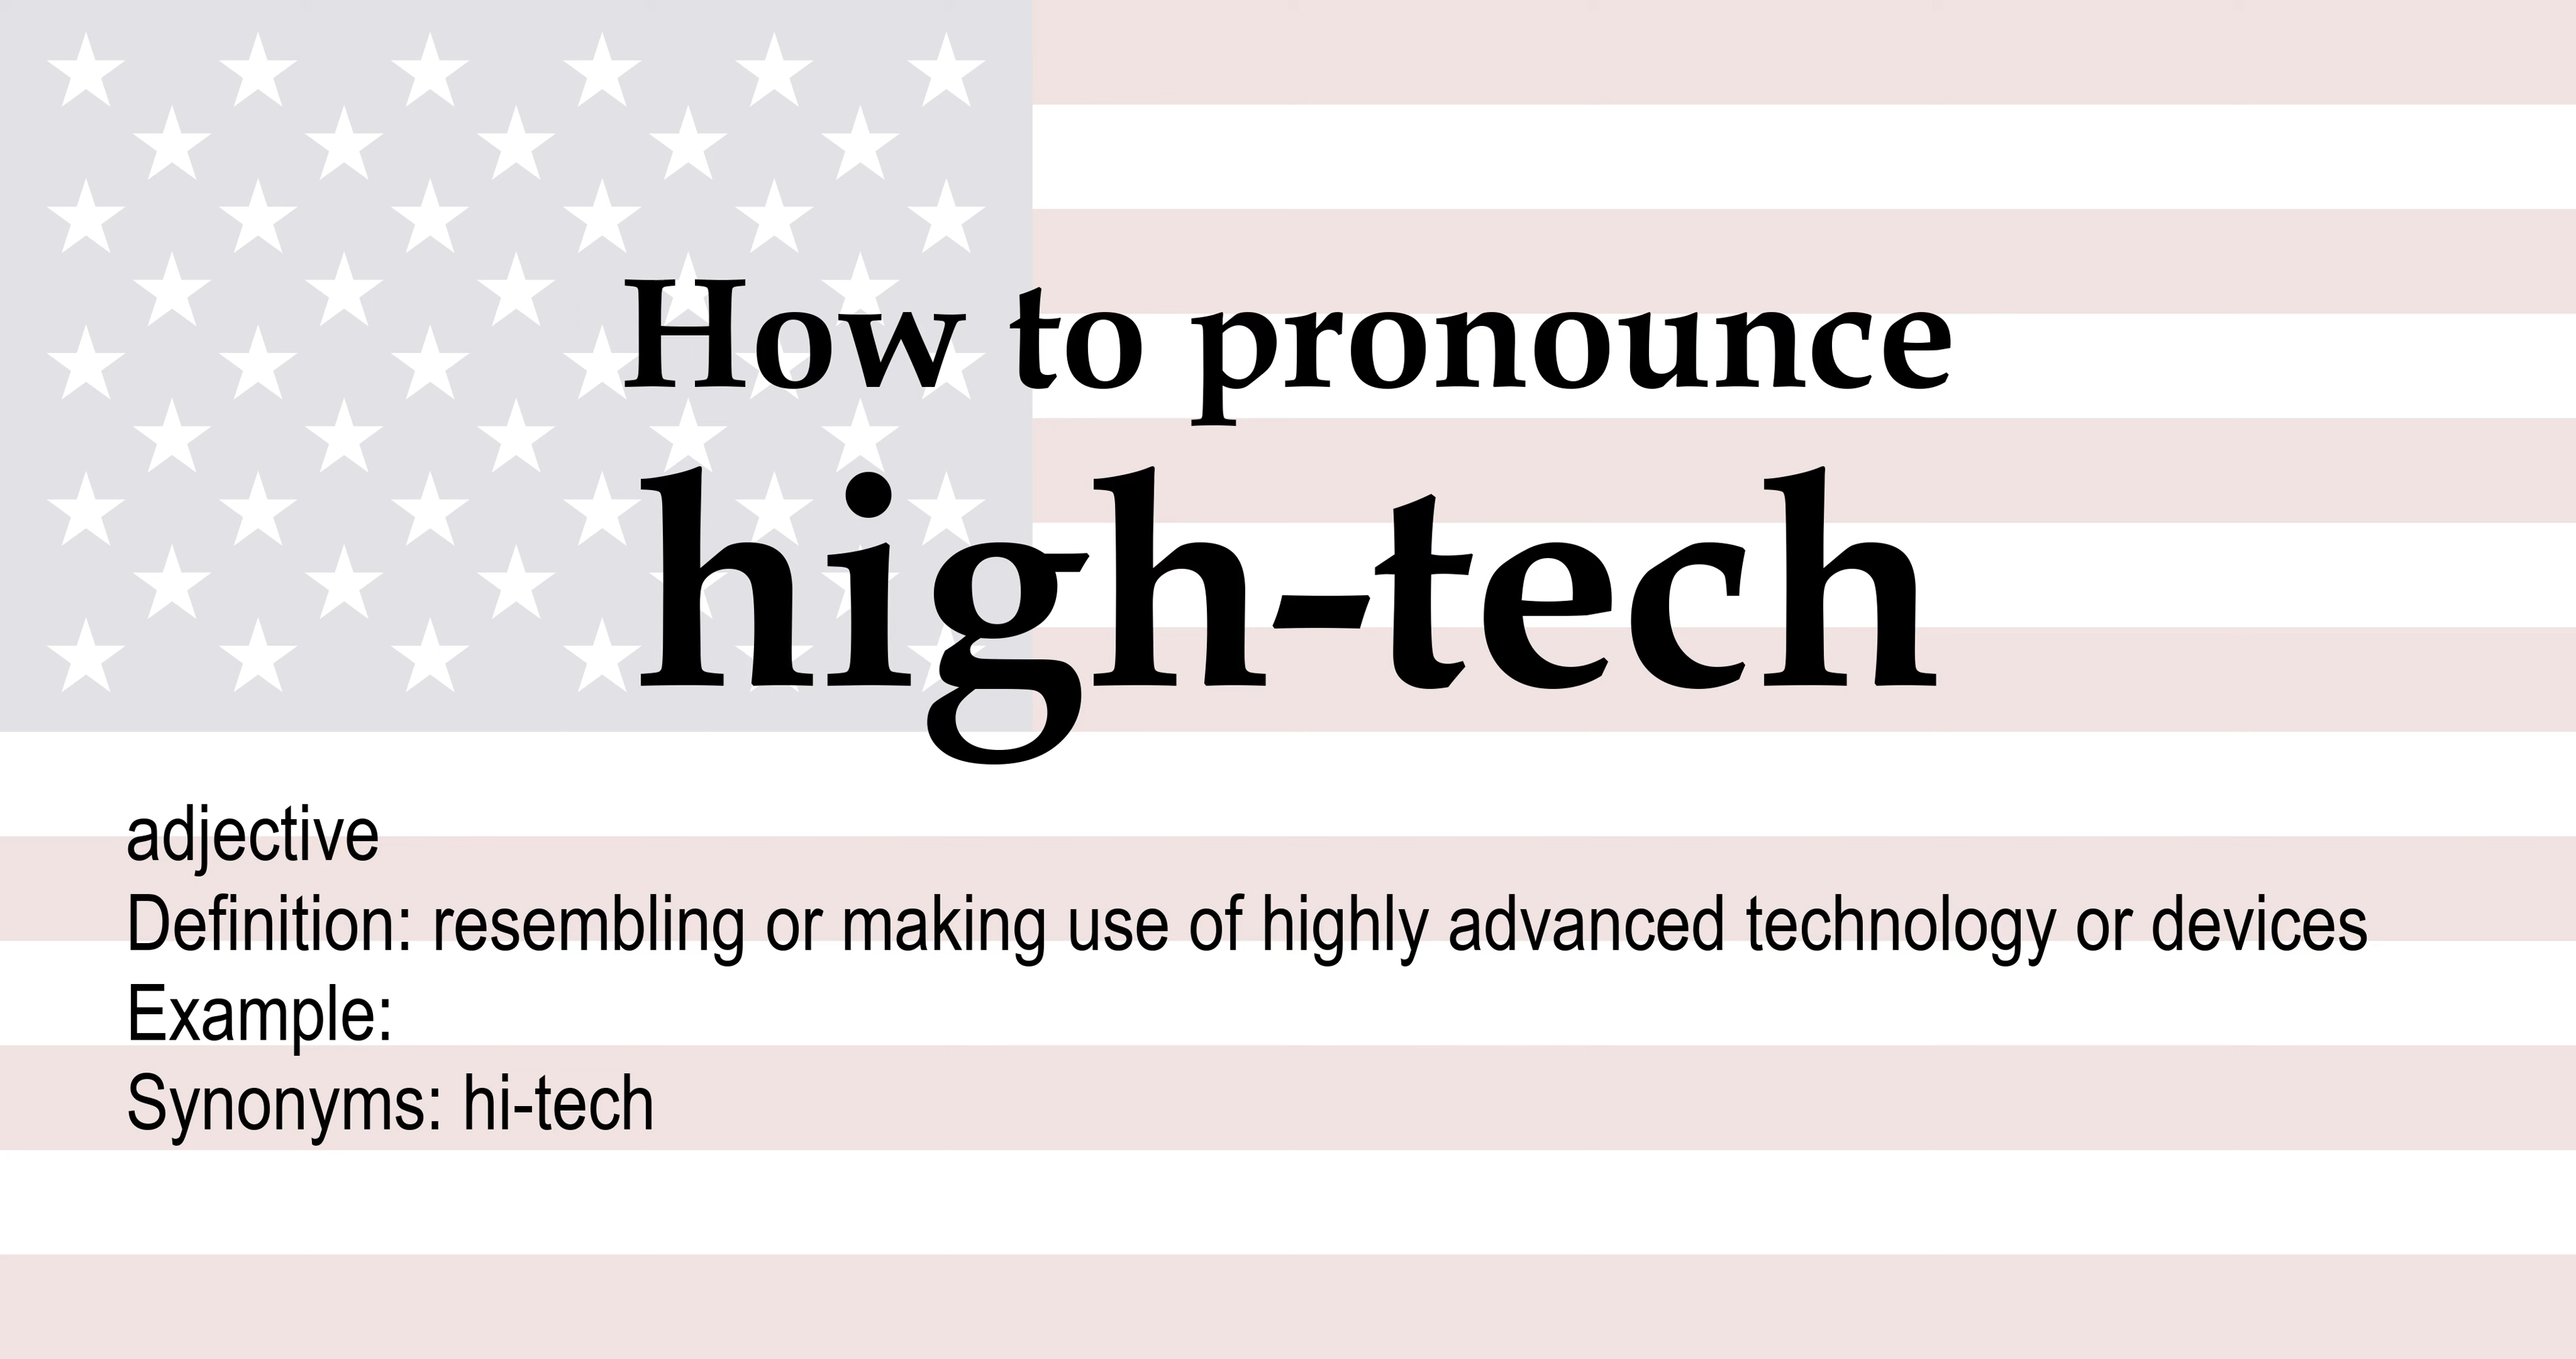 How to pronounce
high-tech
adjective
Definition: resembling or making use of highly advanced technology or devices
Example:
Synonyms: hi-tech